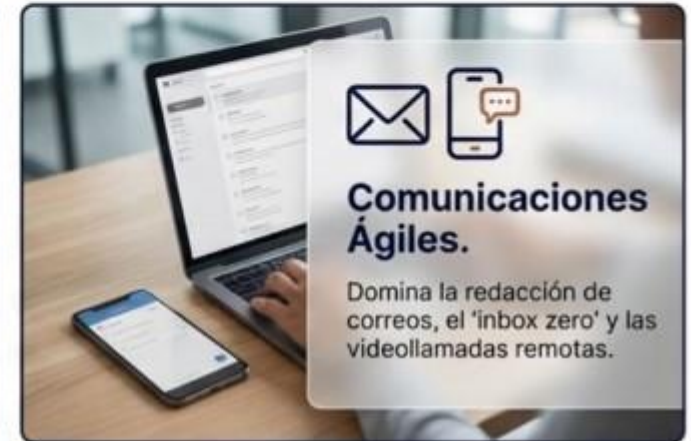 Comunicaciones
Ágiles.
Domina la redacción de
correos, el 'inbox zero' y las
videollamadas remotas.